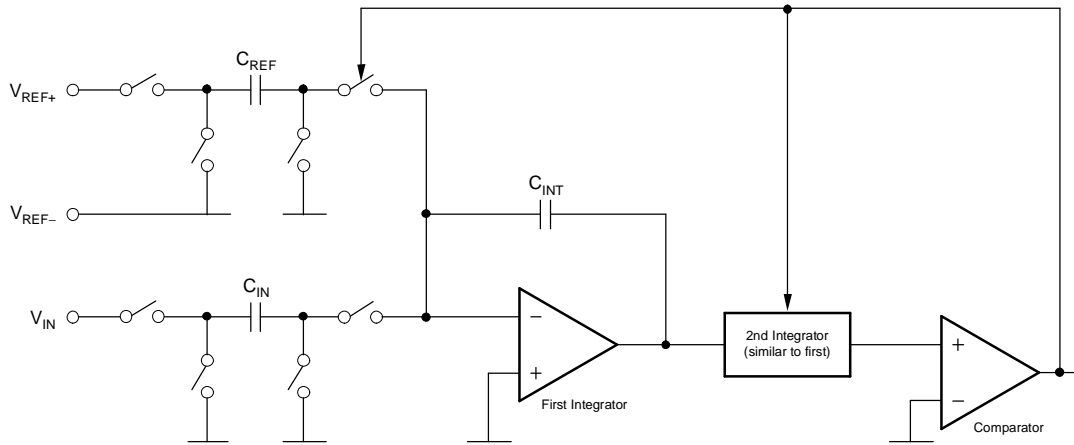 C_REF
V_REF+
V_REF–
C_INT
C_IN
V_IN
–
+
First Integrator
2nd Integrator
(similar to first)
+
–
Comparator